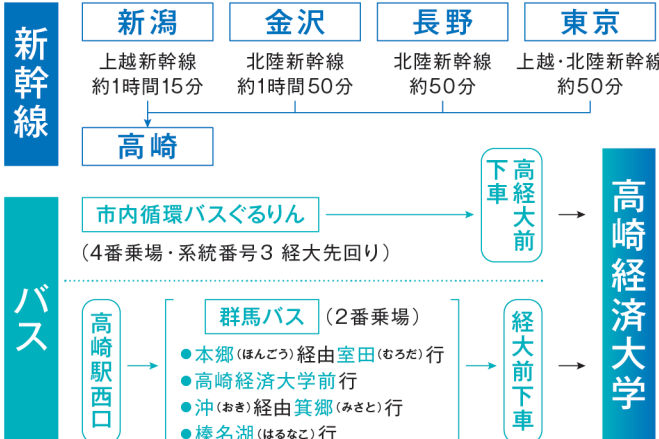 新幹線
新潟
金沢
長野
東京
上越新幹線
約1時間15分
北陸新幹線
約1時間50分
北陸新幹線
約50分
上越・北陸新幹線
約50分
高崎
バス
市内循環バスぐるりん
（4番乗場・系統番号3 経大先回り）
高経大前
下車
高崎駅西口
群馬バス（2番乗場）
●本郷（ほんごう）経由室田（むろだ）行
●高崎経済大学前行
●沖（おき）経由箕郷（みさと）行
●榛名湖（はるなこ）行
経大前下車
高崎経済大学